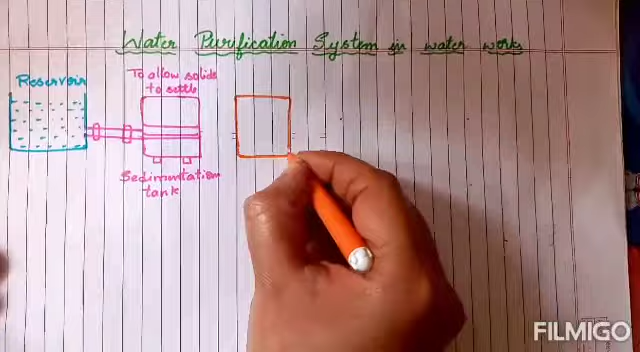 Water Purification System in water works
Reservoir
To allow solids
to settle
Sedimentation
tank
FILMIGO